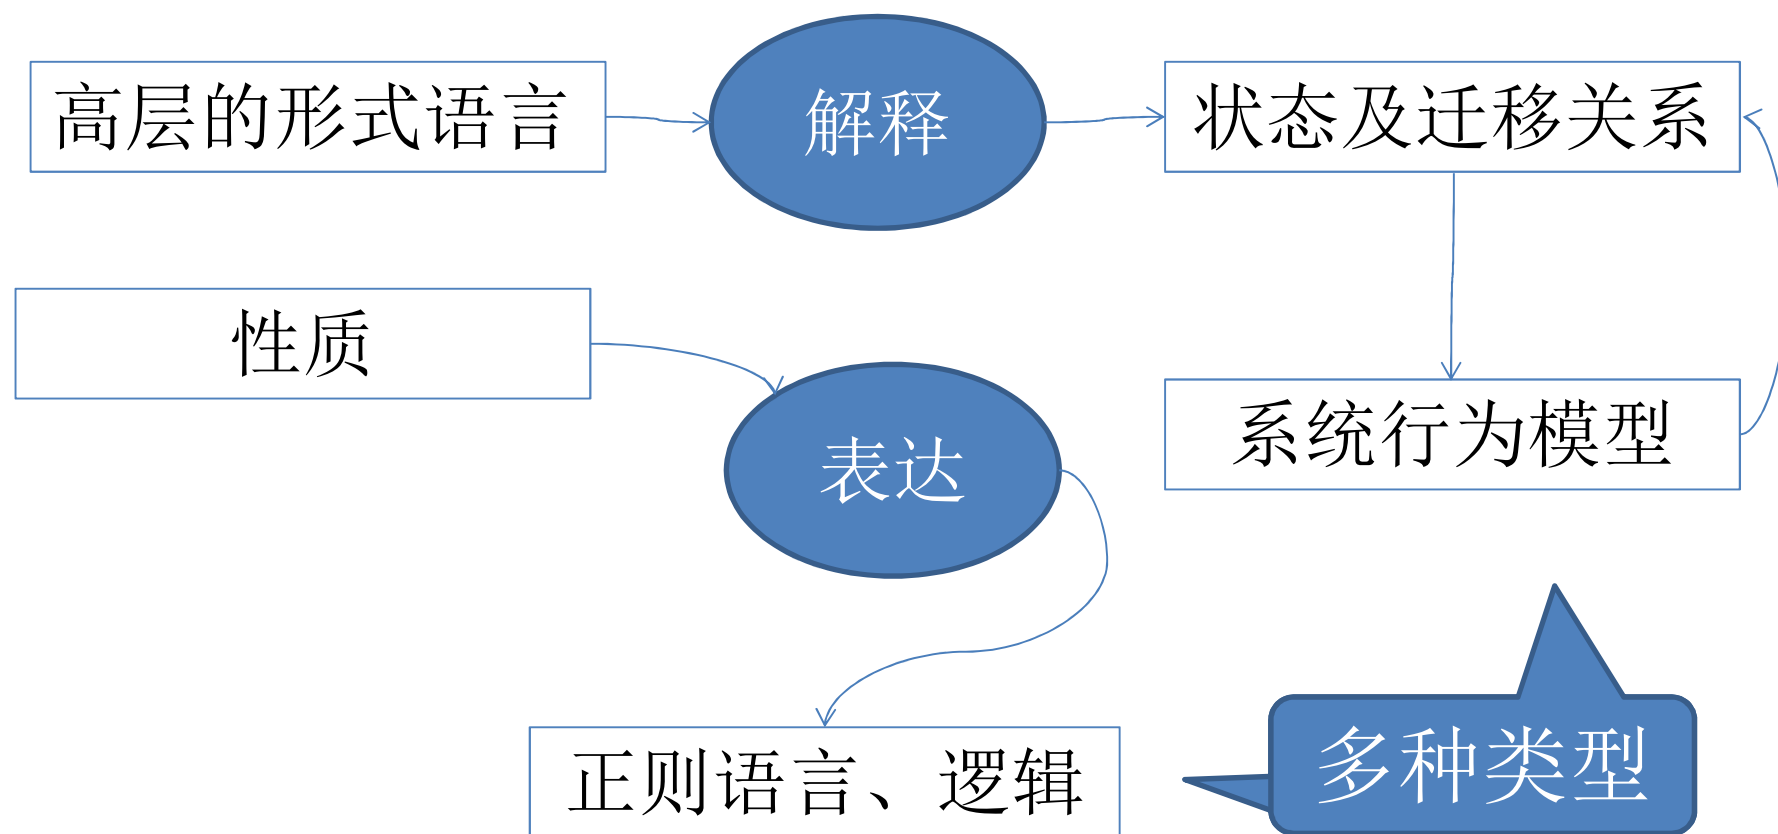 高层的形式语言
解释
状态及迁移关系
性质
表达
系统行为模型
正则语言、逻辑
多种类型